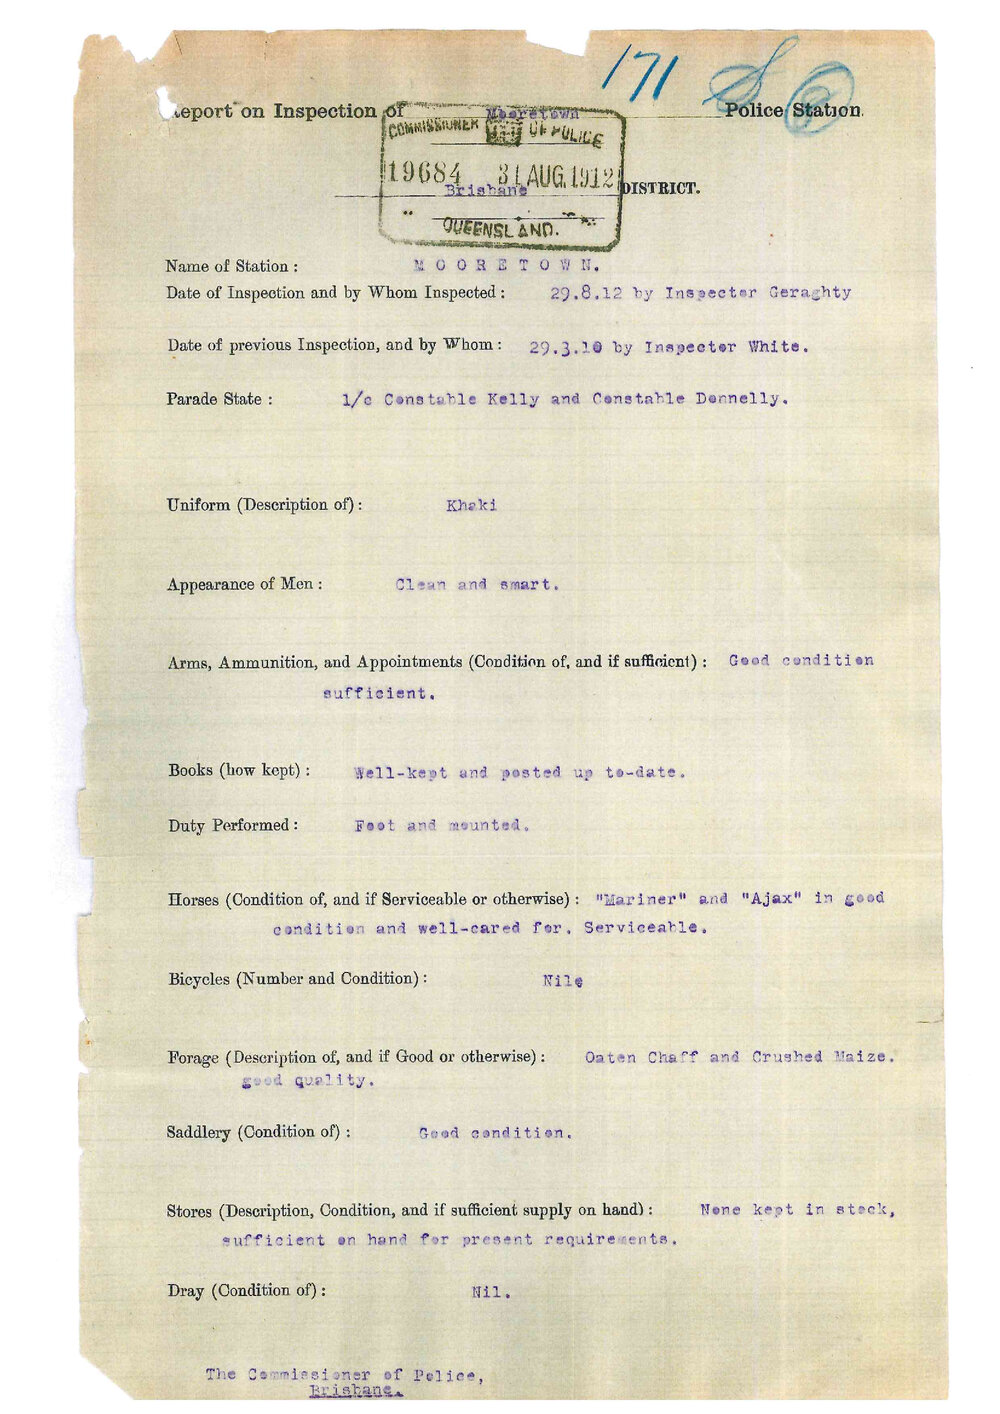 171
Report on Inspection of Mooretown Police Station.
COMMISSIONER OF POLICE
19684 31 AUG. 1912
Brisbane DISTRICT.
QUEENSLAND.
Name of Station : MOORETOWN.
Date of Inspection and by Whom Inspected : 29.8.12 by Inspector Geraghty
Date of previous Inspection, and by Whom : 29.3.10 by Inspector White.
Parade State : 1/c Constable Kelly and Constable Donnelly.
Uniform (Description of) : Khaki
Appearance of Men : Clean and smart.
Arms, Ammunition, and Appointments (Condition of, and if sufficient) : Good condition
sufficient.
Books (how kept) : Well-kept and posted up to-date.
Duty Performed : Foot and mounted.
Horses (Condition of, and if Serviceable or otherwise) : "Mariner" and "Ajax" in good
condition and well-cared for. Serviceable.
Bicycles (Number and Condition) : Nil
Forage (Description of, and if Good or otherwise) : Oaten Chaff and Crushed Maize.
good quality.
Saddlery (Condition of) : Good condition.
Stores (Description, Condition, and if sufficient supply on hand) : None kept in stock,
sufficient on hand for present requirements.
Dray (Condition of) : Nil.
The Commissioner of Police,
Brisbane.